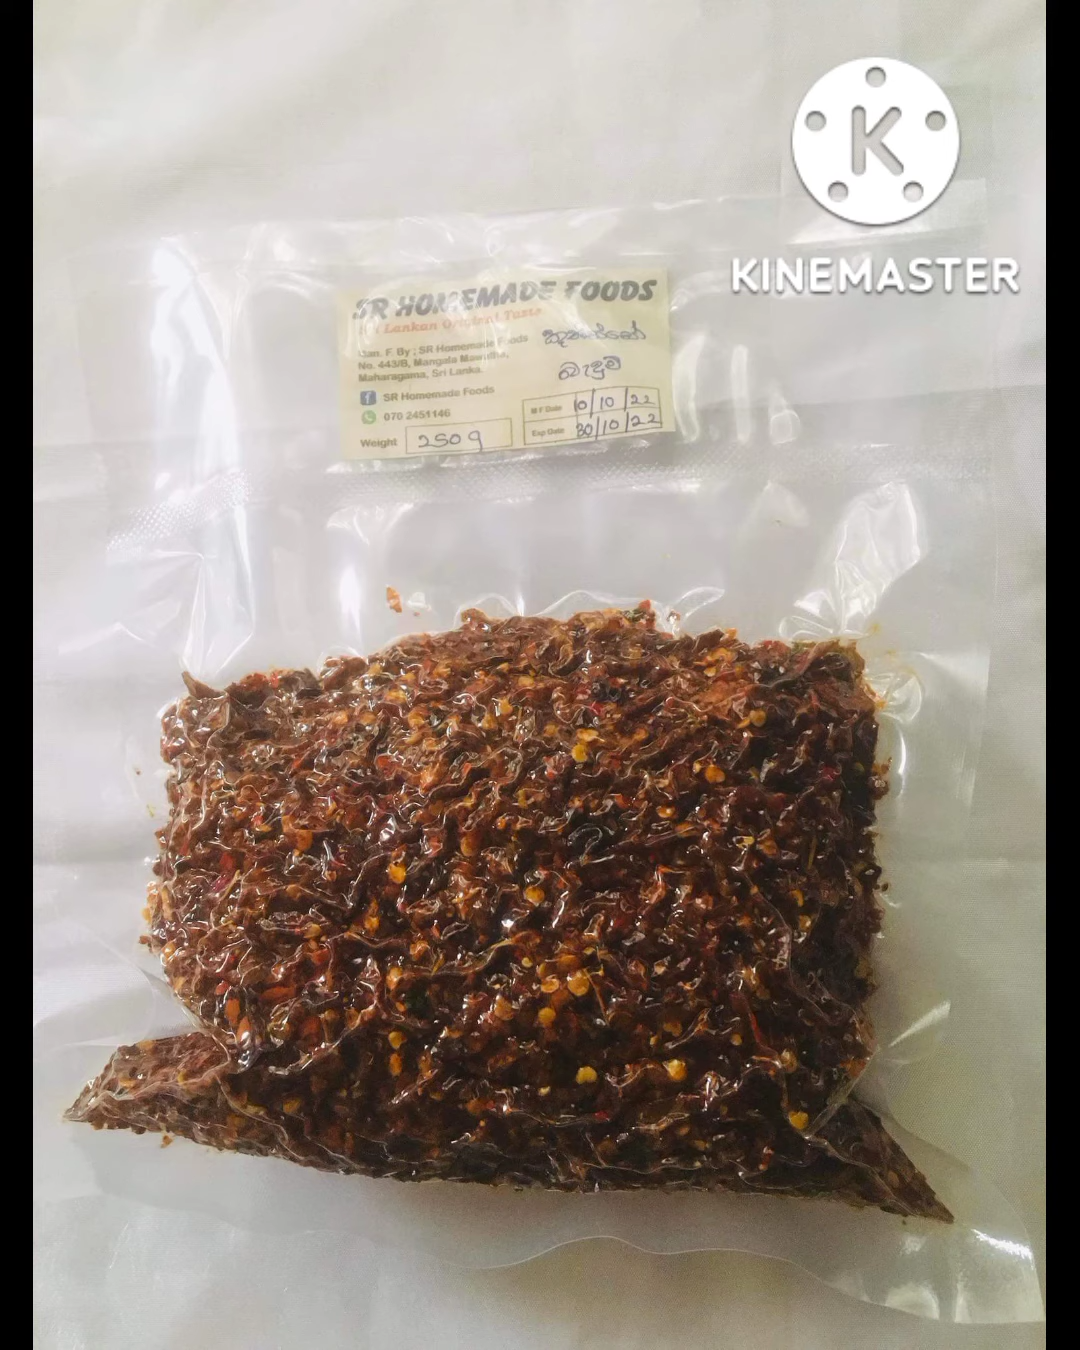 K
KINEMASTER
SR HOMEMADE FOODS
Sri Lankan Original Taste
Man. F. By ; SR Homemade Foods
No. 443/B, Mangala Mawatha,
Maharagama, Sri Lanka.
SR Homemade Foods
070 2451146
Weight 250g
බැදුම්
M F Date 10/10/22
Exp Date 30/10/22